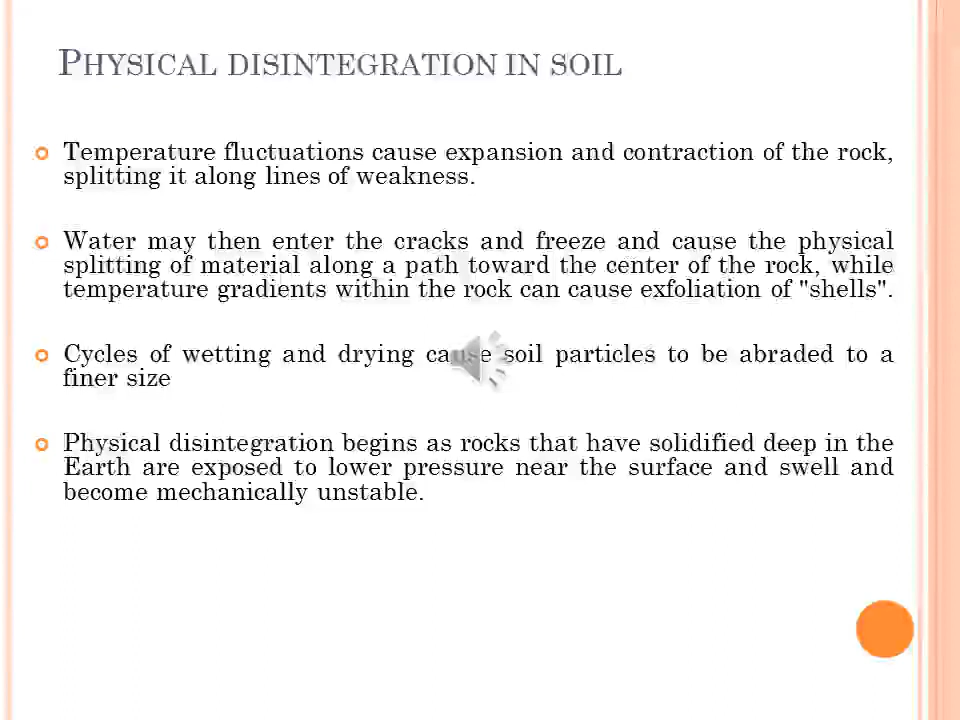 PHYSICAL DISINTEGRATION IN SOIL
Temperature fluctuations cause expansion and contraction of the rock,
splitting it along lines of weakness.
Water may then enter the cracks and freeze and cause the physical
splitting of material along a path toward the center of the rock, while
temperature gradients within the rock can cause exfoliation of "shells".
Cycles of wetting and drying cause soil particles to be abraded to a
finer size
Physical disintegration begins as rocks that have solidified deep in the
Earth are exposed to lower pressure near the surface and swell and
become mechanically unstable.